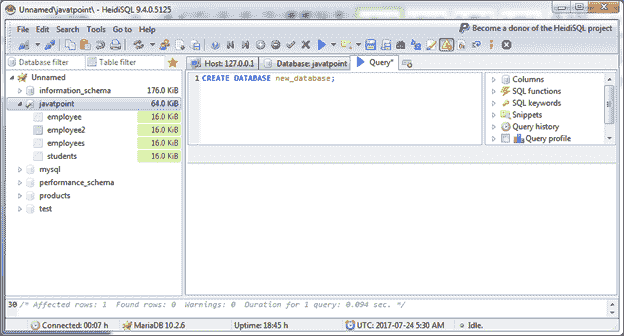 Unnamed\javatpoint\ - HeidiSQL 9.4.0.5125
File Edit Search Tools Go to Help
Become a donor of the HeidiSQL project
Database filter Table filter
Host: 127.0.0.1 Database: javatpoint Query*
Unnamed
information_schema 176.0 KiB
javatpoint 64.0 KiB
employee 16.0 KiB
employee2 16.0 KiB
employees 16.0 KiB
students 16.0 KiB
mysql
performance_schema
products
test
1 CREATE DATABASE new_database;
Columns
SQL functions
SQL keywords
Snippets
Query history
Query profile
30 /* Affected rows: 1 Found rows: 0 Warnings: 0 Duration for 1 query: 0.094 sec. */
Connected: 00:07 h MariaDB 10.2.6 Uptime: 18:45 h UTC: 2017-07-24 5:30 AM Idle.